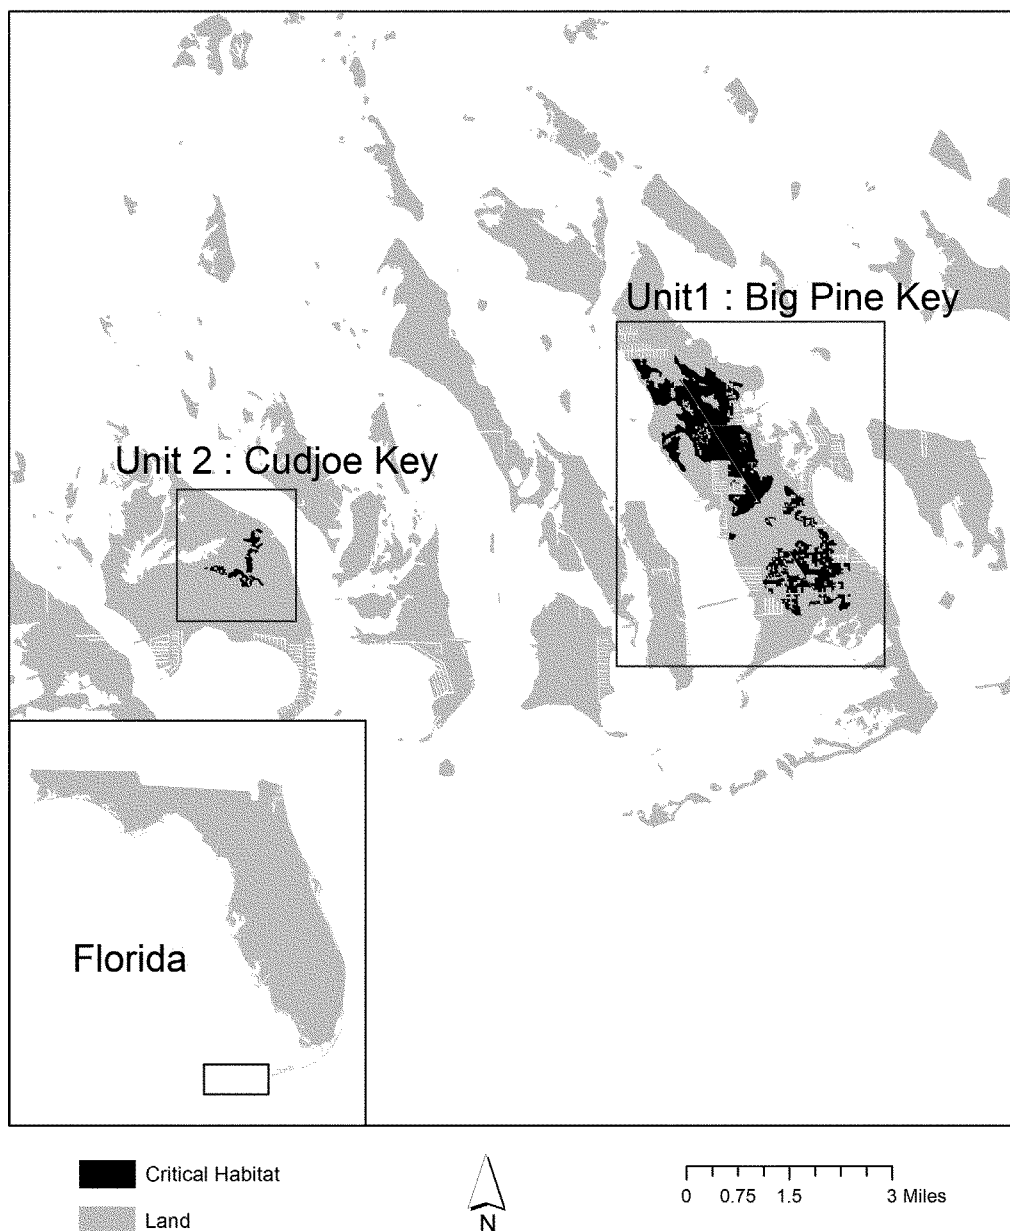 Unit1 : Big Pine Key
Unit 2 : Cudjoe Key
Florida
Critical Habitat
Land
N
0 0.75 1.5 3 Miles